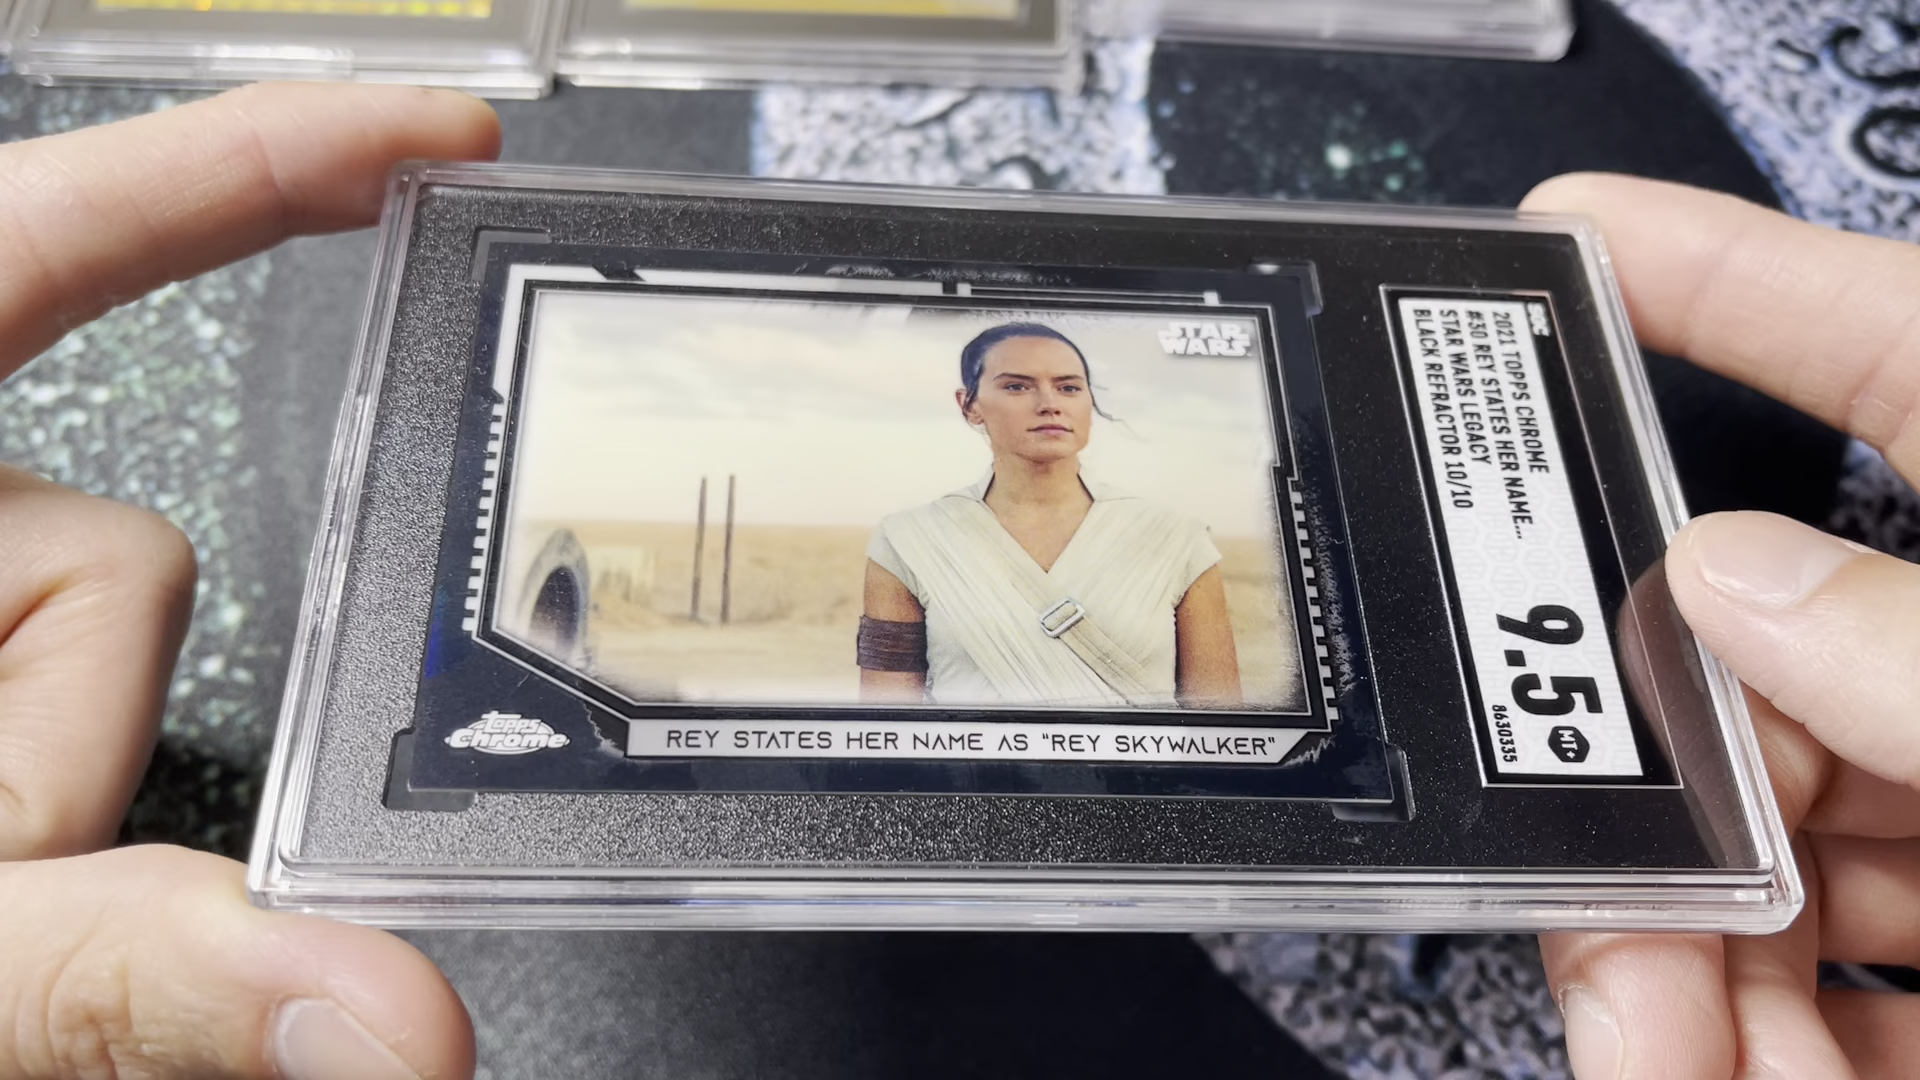 STAR
WARS
topps
Chrome
REY STATES HER NAME AS "REY SKYWALKER"
SGC
2021 TOPPS CHROME
#30 REY STATES HER NAME...
STAR WARS LEGACY
BLACK REFRACTOR 10/10
9.5
MT+
8630335